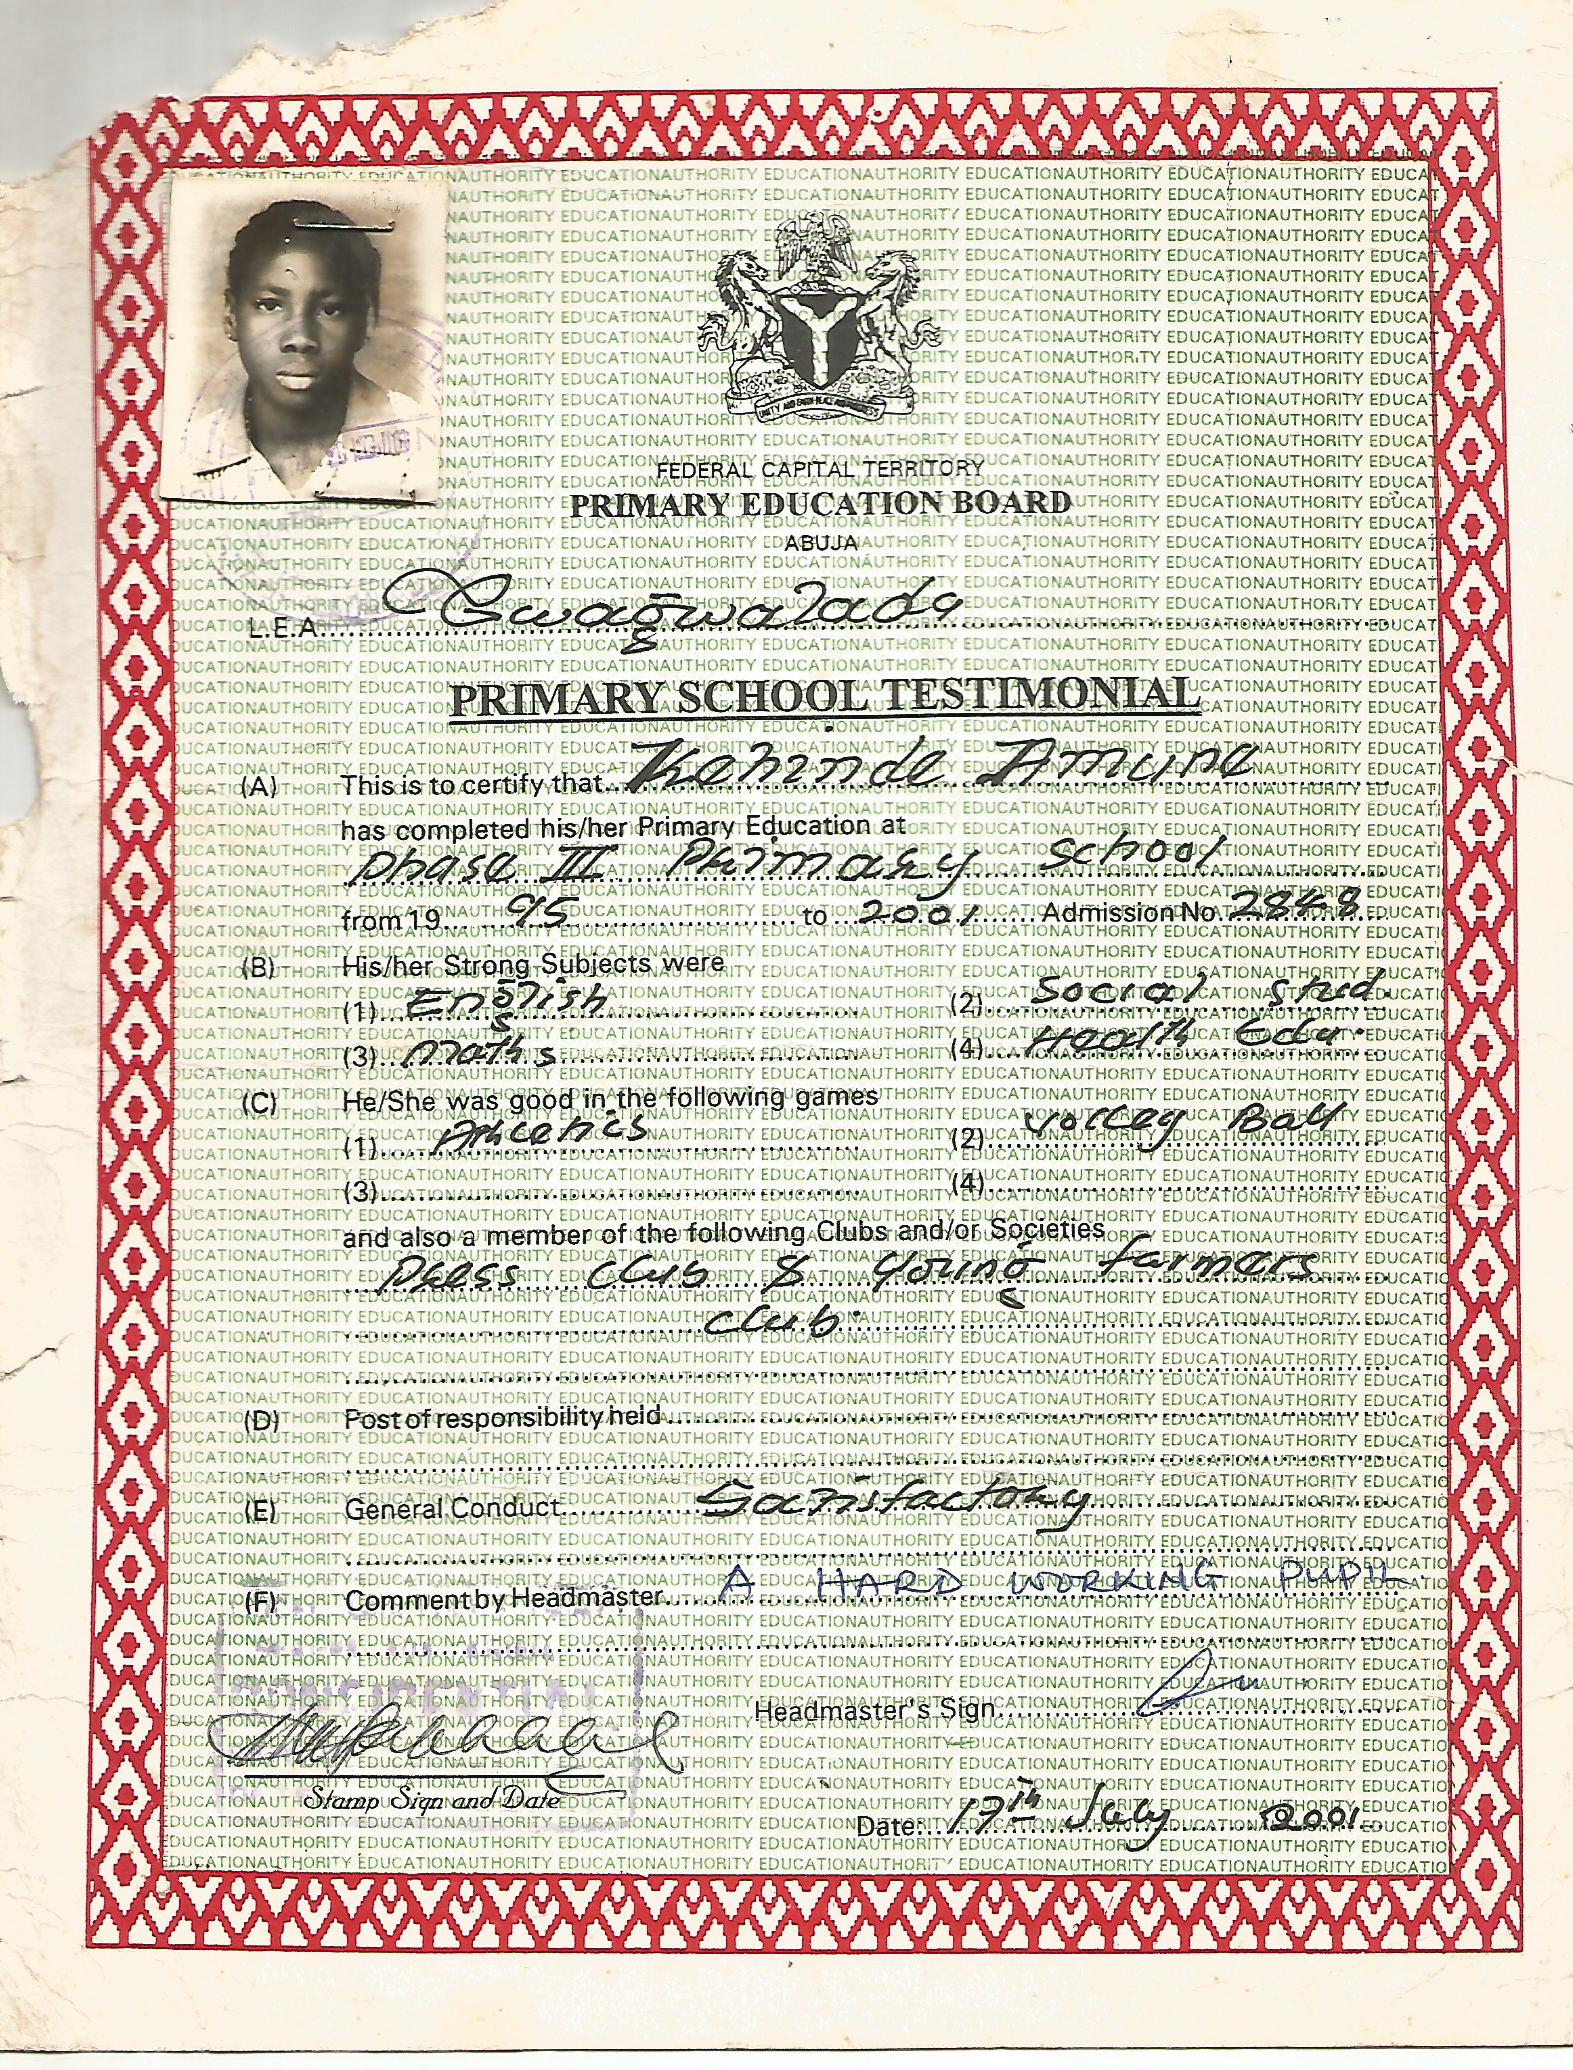 UNITY AND FAITH, PEACE AND PROGRESS
FEDERAL CAPITAL TERRITORY
PRIMARY EDUCATION BOARD
ABUJA
L.E.A. Gwagwalada
PRIMARY SCHOOL TESTIMONIAL
(A) This is to certify that Kehinde Amune
has completed his/her Primary Education at
Phase III Primary School
from 19 95 to 2001 Admission No 2848
(B) His/her Strong Subjects were
(1) English (2) Social Stud.
(3) Maths (4) Health Edu.
(C) He/She was good in the following games
(1) Athletics (2) Volley Ball
(3) (4)
and also a member of the following Clubs and/or Societies
Press Club & Young farmers
club.
(D) Post of responsibility held
(E) General Conduct Satisfactory
(F) Comment by Headmaster A HARD WORKING PUPIL
CONFIDENTIAL
Headmaster's Sign
Stamp Sign and Date
Date: 17th July 2001